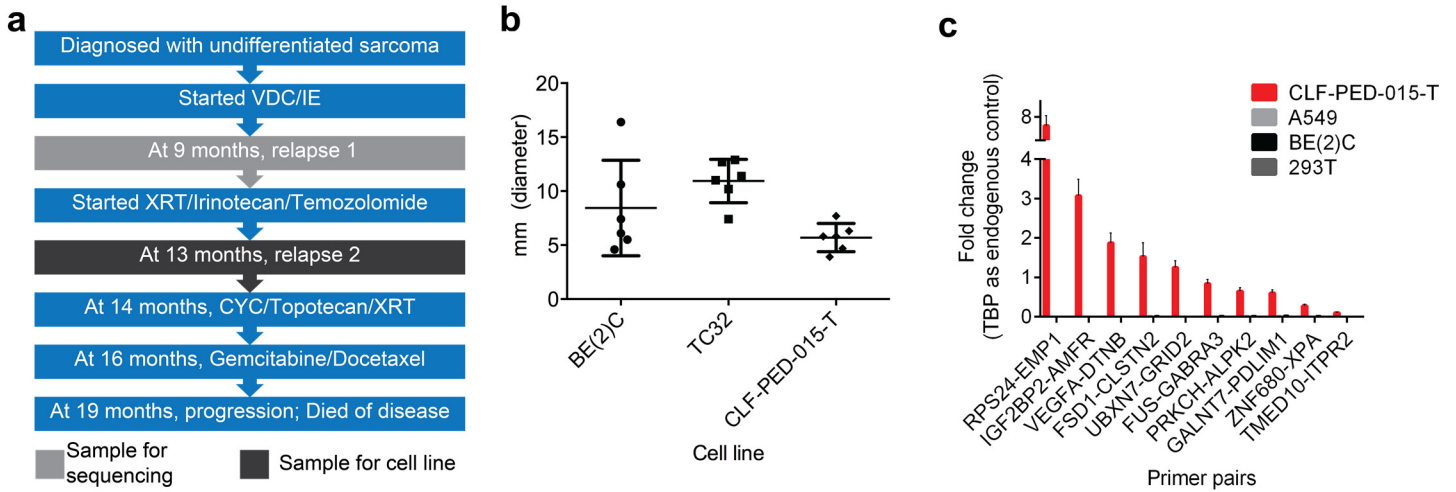 a
Diagnosed with undifferentiated sarcoma
Started VDC/IE
At 9 months, relapse 1
Started XRT/Irinotecan/Temozolomide
At 13 months, relapse 2
At 14 months, CYC/Topotecan/XRT
At 16 months, Gemcitabine/Docetaxel
At 19 months, progression; Died of disease
Sample for
sequencing
Sample for cell line
b
mm (diameter)
20
15
10
5
0
BE(2)C
TC32
CLF-PED-015-T
Cell line
c
Fold change
(TBP as endogenous control)
8
4
3
2
1
0
CLF-PED-015-T
A549
BE(2)C
293T
RPS24-EMP1
IGF2BP2-AMFR
VEGFA-DTNB
FSD1-CLSTN2
UBXN7-GRID2
FUS-GABRA3
PRKCH-ALPK2
GALNT7-PDLIM1
ZNF680-XPA
TMED10-ITPR2
Primer pairs